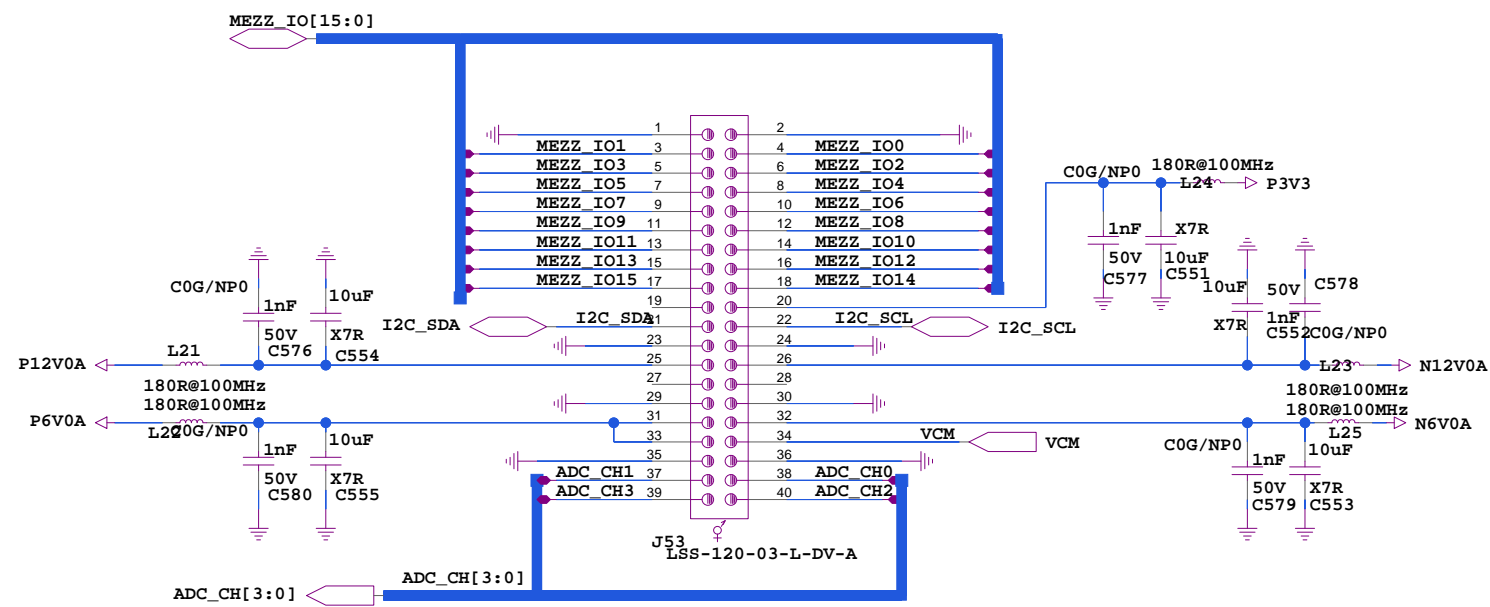 MEZZ_IO[15:0]
1 2
MEZZ_IO1 3 4 MEZZ_IO0
MEZZ_IO3 5 6 MEZZ_IO2
MEZZ_IO5 7 8 MEZZ_IO4
MEZZ_IO7 9 10 MEZZ_IO6
MEZZ_IO9 11 12 MEZZ_IO8
MEZZ_IO11 13 14 MEZZ_IO10
MEZZ_IO13 15 16 MEZZ_IO12
MEZZ_IO15 17 18 MEZZ_IO14
19 20
I2C_SDA I2C_SDA 21 22 I2C_SCL I2C_SCL
23 24
25 26
27 28
29 30
31 32
33 34 VCM VCM
35 36
ADC_CH1 37 38 ADC_CH0
ADC_CH3 39 40 ADC_CH2
J53
LSS-120-03-L-DV-A
ADC_CH[3:0]
ADC_CH[3:0]
C0G/NP0
1nF
50V
C576
10uF
X7R
C554
P12V0A
L21
180R@100MHz
180R@100MHz
P6V0A
L22
C0G/NP0
1nF
50V
C580
10uF
X7R
C555
C0G/NP0
180R@100MHz
L24
P3V3
1nF
50V
C577
X7R
10uF
C551
10uF
X7R
C552
50V
1nF
C578
C0G/NP0
L23
N12V0A
180R@100MHz
180R@100MHz
L25
N6V0A
C0G/NP0
1nF
50V
C579
10uF
X7R
C553